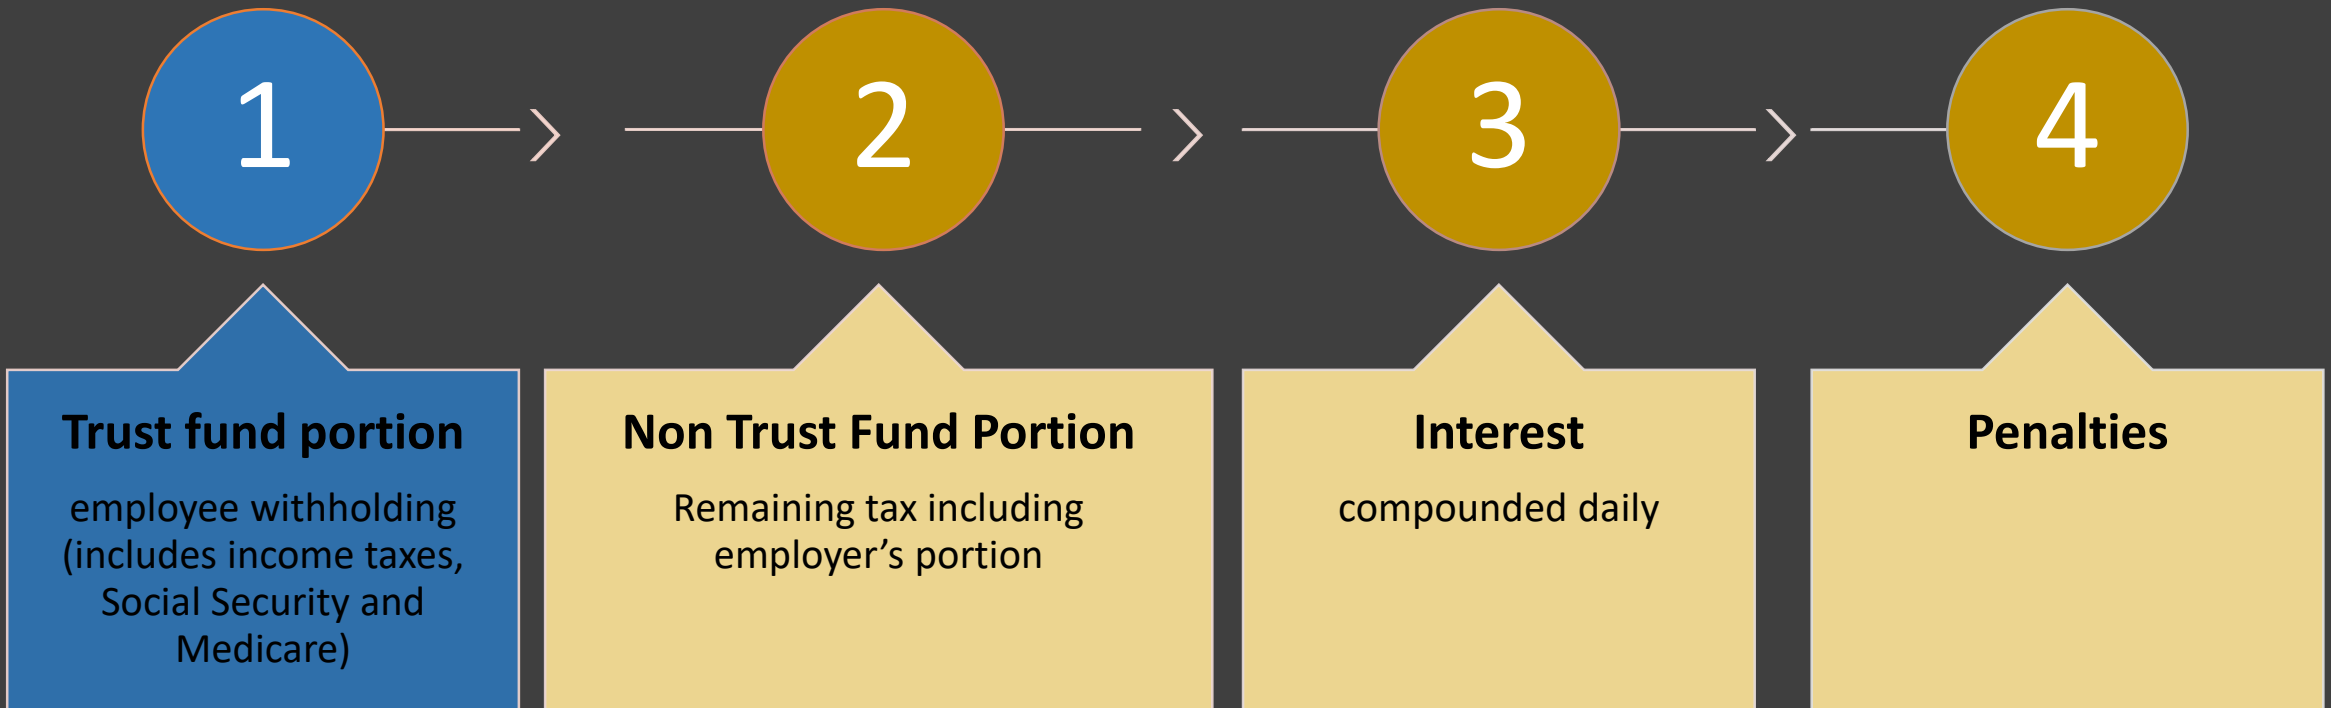 1
2
3
4
Trust fund portion
employee withholding
(includes income taxes,
Social Security and
Medicare)
Non Trust Fund Portion
Remaining tax including
employer’s portion
Interest
compounded daily
Penalties